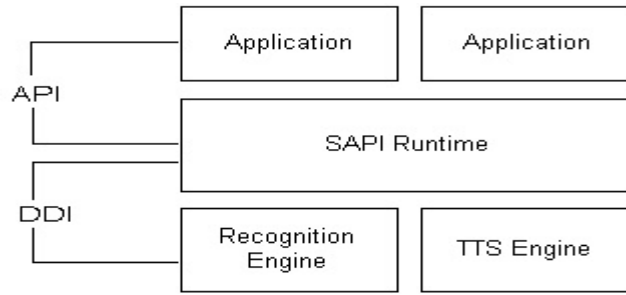 Application
Application
API
SAPI Runtime
DDI
Recognition
Engine
TTS Engine